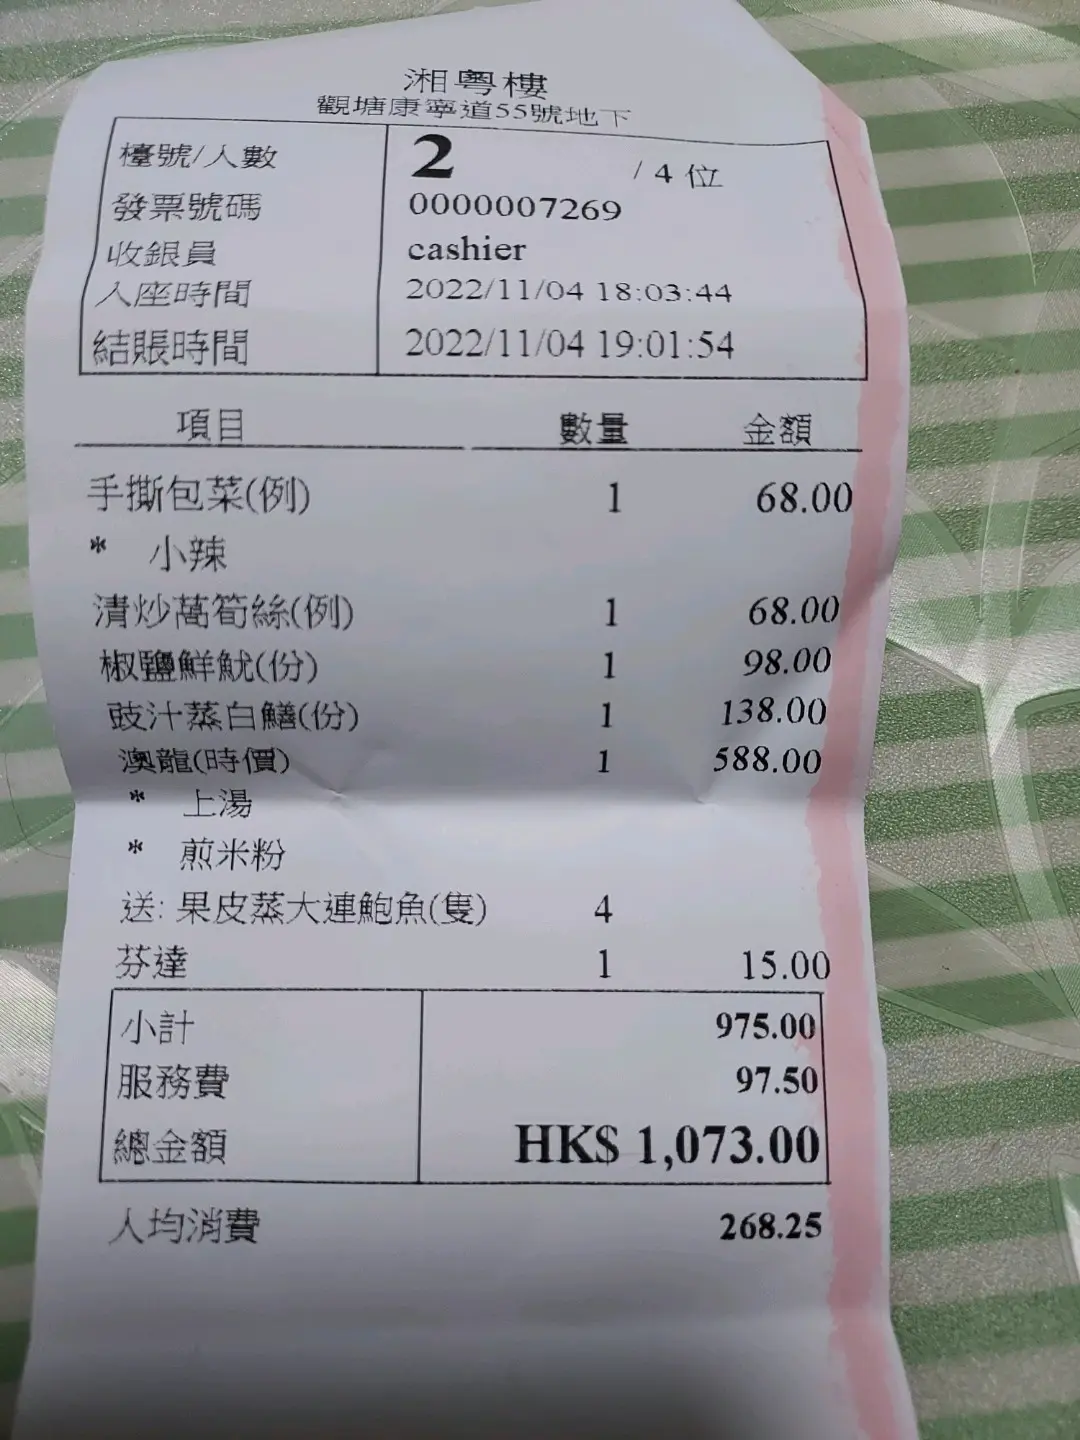 湘粵樓
觀塘康寧道55號地下
檯號/人數 2 / 4 位
發票號碼 0000007269
收銀員 cashier
入座時間 2022/11/04 18:03:44
結賬時間 2022/11/04 19:01:54
項目 數量 金額
手撕包菜(例) 1 68.00
* 小辣
清炒萵筍絲(例) 1 68.00
椒鹽鮮魷(份) 1 98.00
豉汁蒸白鱔(份) 1 138.00
澳龍(時價) 1 588.00
* 上湯
* 煎米粉
送: 果皮蒸大連鮑魚(隻) 4
芬達 1 15.00
小計 975.00
服務費 97.50
總金額 HK$ 1,073.00
人均消費 268.25